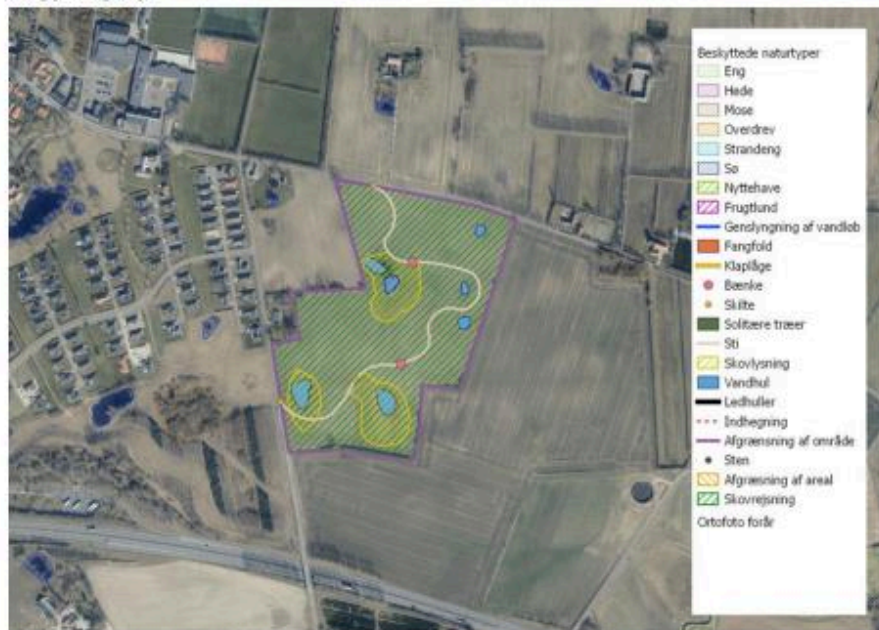 Beskyttede naturtyper
Eng
Hede
Mose
Overdrev
Strandeng
Sø
Nyttehave
Frugtlund
Genslyngning af vandløb
Fangfold
Klaplåge
Bænke
Skilte
Solitære træer
Sti
Skovlysning
Vandhul
Ledhuller
Indhegning
Afgrænsning af område
Sten
Afgræsning af areal
Skovrejsning
Ortofoto forår